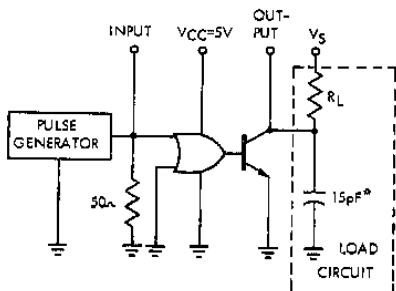 INPUT
VCC=5V
OUT-
PUT
VS
PULSE
GENERATOR
50Ω
RL
15pF*
LOAD
CIRCUIT